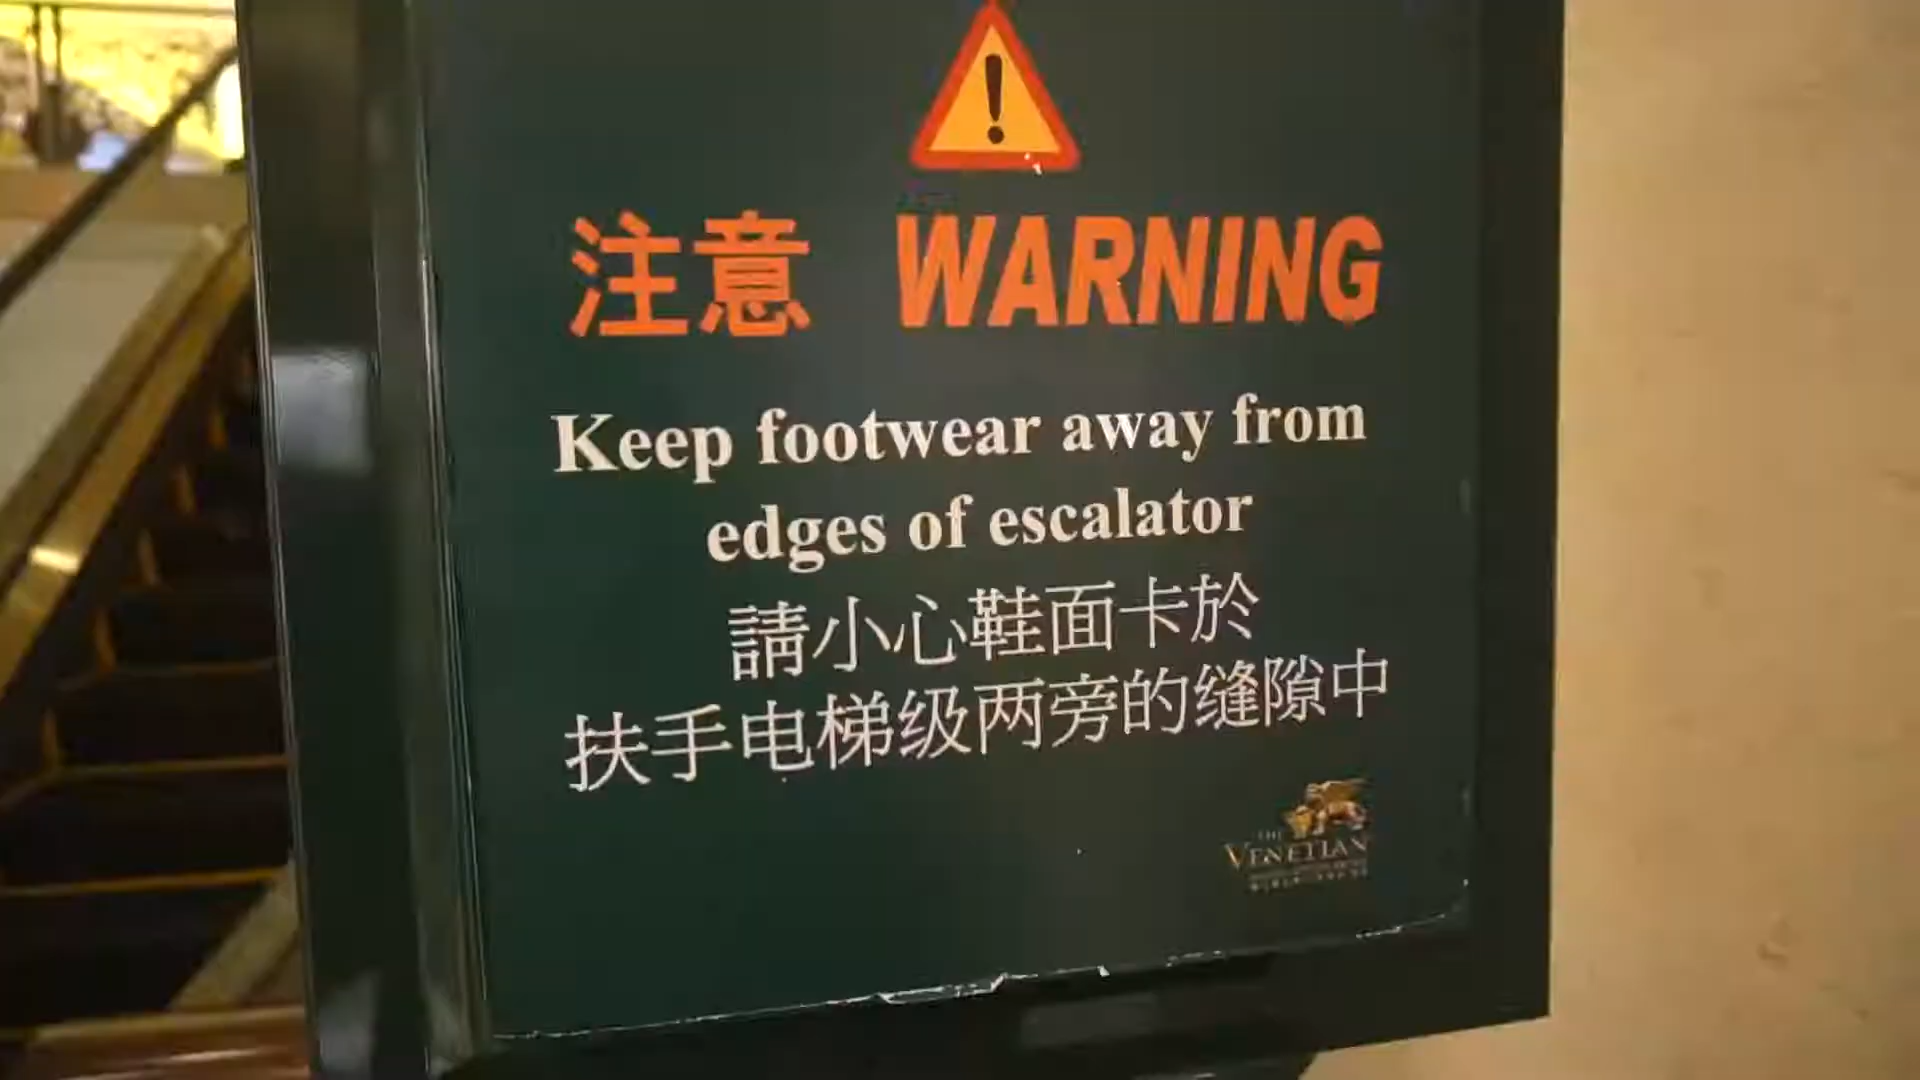 注意 WARNING
Keep footwear away from
edges of escalator
請小心鞋面卡於
扶手电梯级两旁的缝隙中
THE
VENETIAN